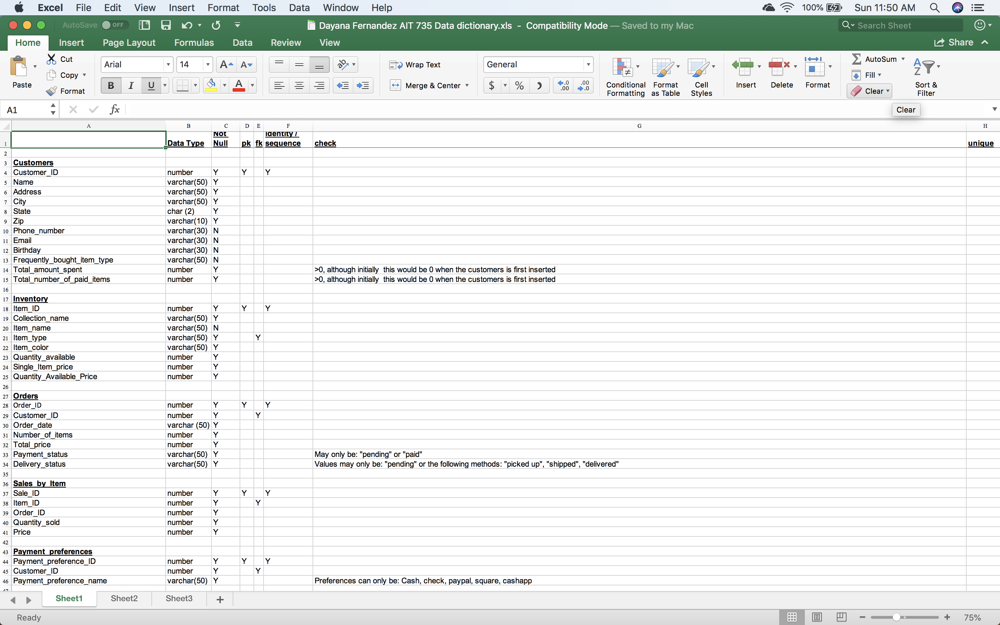 Excel File Edit View Insert Format Tools Data Window Help 100% Sun 11:50 AM
AutoSave OFF Dayana Fernandez AIT 735 Data dictionary.xls - Compatibility Mode — Saved to my Mac Search Sheet
Home Insert Page Layout Formulas Data Review View Share
Paste Cut Copy Format
Arial 14 A A
B I U A
ab
Wrap Text
Merge & Center
General
$ % .0 .00 .00 .0
Conditional Formatting
Format as Table
Cell Styles
Insert Delete Format
AutoSum
Fill
Clear
A Z Sort & Filter
A1 fx Clear
A B C D E F G H
1 Data Type Not Null pk fk Identity / sequence check unique
2
3 Customers
4 Customer_ID number Y Y Y
5 Name varchar(50) Y
6 Address varchar(50) Y
7 City varchar(50) Y
8 State char (2) Y
9 Zip varchar(10) Y
10 Phone_number varchar(30) N
11 Email varchar(30) N
12 Birthday varchar(30) N
13 Frequently_bought_item_type varchar(50) N
14 Total_amount_spent number Y >0, although initially this would be 0 when the customers is first inserted
15 Total_number_of_paid_items number Y >0, although initially this would be 0 when the customers is first inserted
16
17 Inventory
18 Item_ID number Y Y Y
19 Collection_name varchar(50) Y
20 Item_name varchar(50) N
21 Item_type varchar(50) Y Y
22 Item_color varchar(50) Y
23 Quantity_available number Y
24 Single_Item_price number Y
25 Quantity_Available_Price number Y
26
27 Orders
28 Order_ID number Y Y Y
29 Customer_ID number Y Y
30 Order_date varchar (50) Y
31 Number_of_items number Y
32 Total_price number Y
33 Payment_status varchar(50) Y May only be: "pending" or "paid"
34 Delivery_status varchar(50) Y Values may only be: "pending" or the following methods: "picked up", "shipped", "delivered"
35
36 Sales_by_Item
37 Sale_ID number Y Y Y
38 Item_ID number Y Y
39 Order_ID number Y
40 Quantity_sold number Y
41 Price number Y
42
43 Payment_preferences
44 Payment_preference_ID number Y Y Y
45 Customer_ID number Y Y
46 Payment_preference_name varchar(50) Y Preferences can only be: Cash, check, paypal, square, cashapp
47
Sheet1 Sheet2 Sheet3 +
Ready 75%